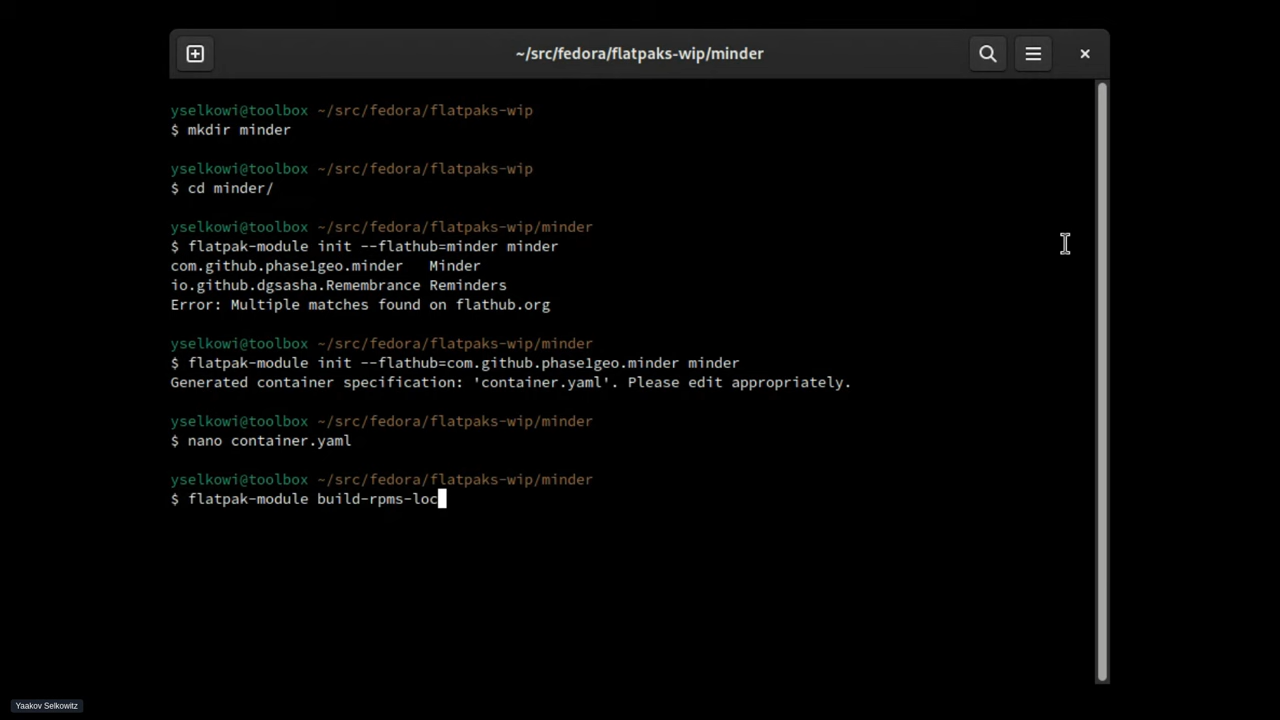 ~/src/fedora/flatpaks-wip/minder
yselkowi@toolbox ~/src/fedora/flatpaks-wip
$ mkdir minder
yselkowi@toolbox ~/src/fedora/flatpaks-wip
$ cd minder/
yselkowi@toolbox ~/src/fedora/flatpaks-wip/minder
$ flatpak-module init --flathub=minder minder
com.github.phase1geo.minder   Minder
io.github.dgsasha.Remembrance Reminders
Error: Multiple matches found on flathub.org
yselkowi@toolbox ~/src/fedora/flatpaks-wip/minder
$ flatpak-module init --flathub=com.github.phase1geo.minder minder
Generated container specification: 'container.yaml'. Please edit appropriately.
yselkowi@toolbox ~/src/fedora/flatpaks-wip/minder
$ nano container.yaml
yselkowi@toolbox ~/src/fedora/flatpaks-wip/minder
$ flatpak-module build-rpms-loc
Yaakov Selkowitz